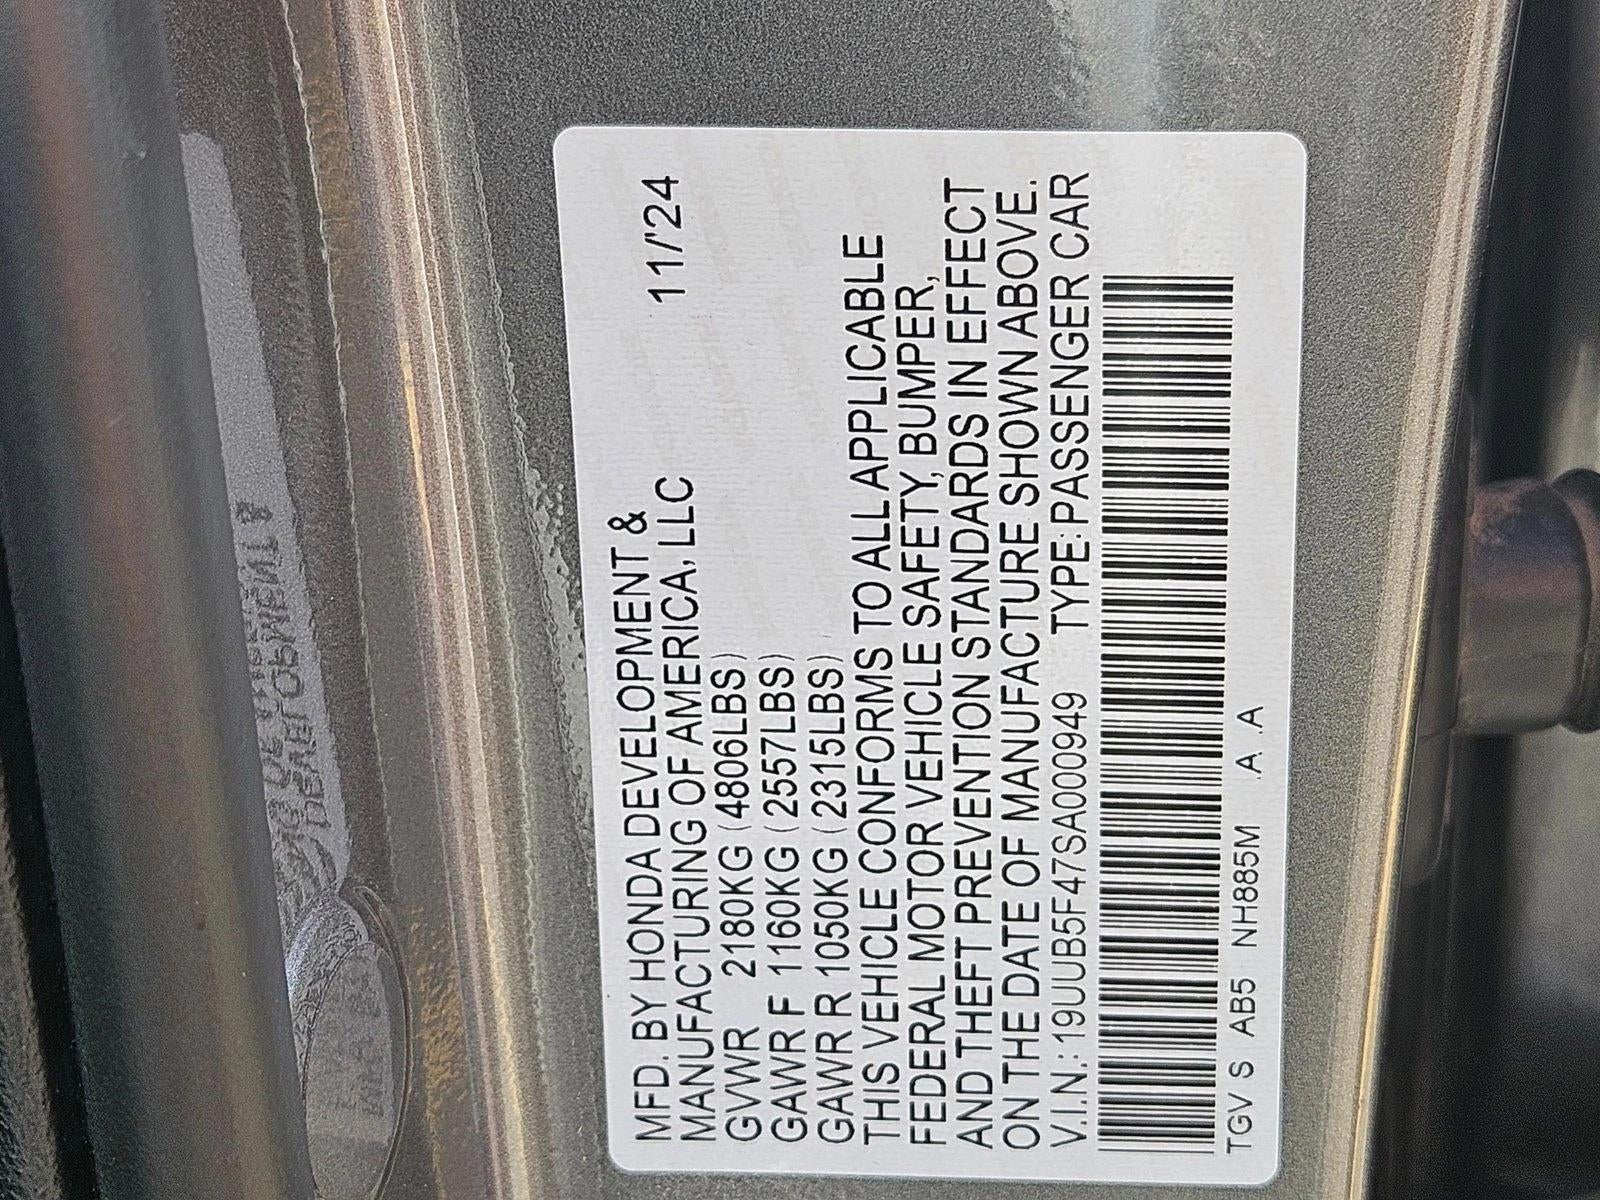 MFD. BY HONDA DEVELOPMENT &
MANUFACTURING OF AMERICA, LLC 11/'24
GVWR 2180KG (4806LBS)
GAWR F 1160KG (2557LBS)
GAWR R 1050KG (2315LBS)
THIS VEHICLE CONFORMS TO ALL APPLICABLE
FEDERAL MOTOR VEHICLE SAFETY, BUMPER,
AND THEFT PREVENTION STANDARDS IN EFFECT
ON THE DATE OF MANUFACTURE SHOWN ABOVE.
V.I.N.: 19UUB5F47SA000949 TYPE: PASSENGER CAR
TGV S AB5 NH885M .A .A